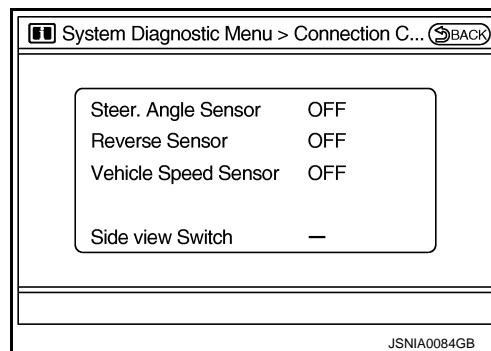 System Diagnostic Menu > Connection C... BACK
Steer. Angle Sensor OFF
Reverse Sensor OFF
Vehicle Speed Sensor OFF
Side view Switch —
JSNIA0084GB